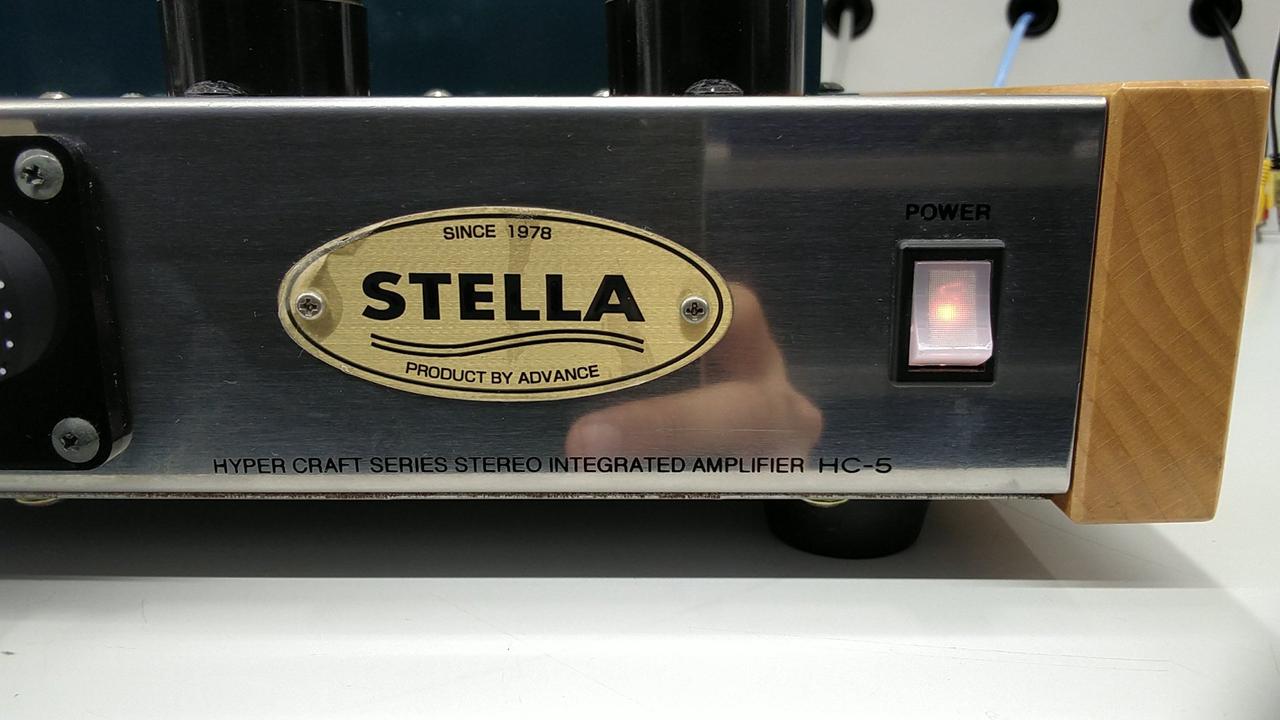 SINCE 1978
STELLA
PRODUCT BY ADVANCE
POWER
HYPER CRAFT SERIES STEREO INTEGRATED AMPLIFIER HC-5